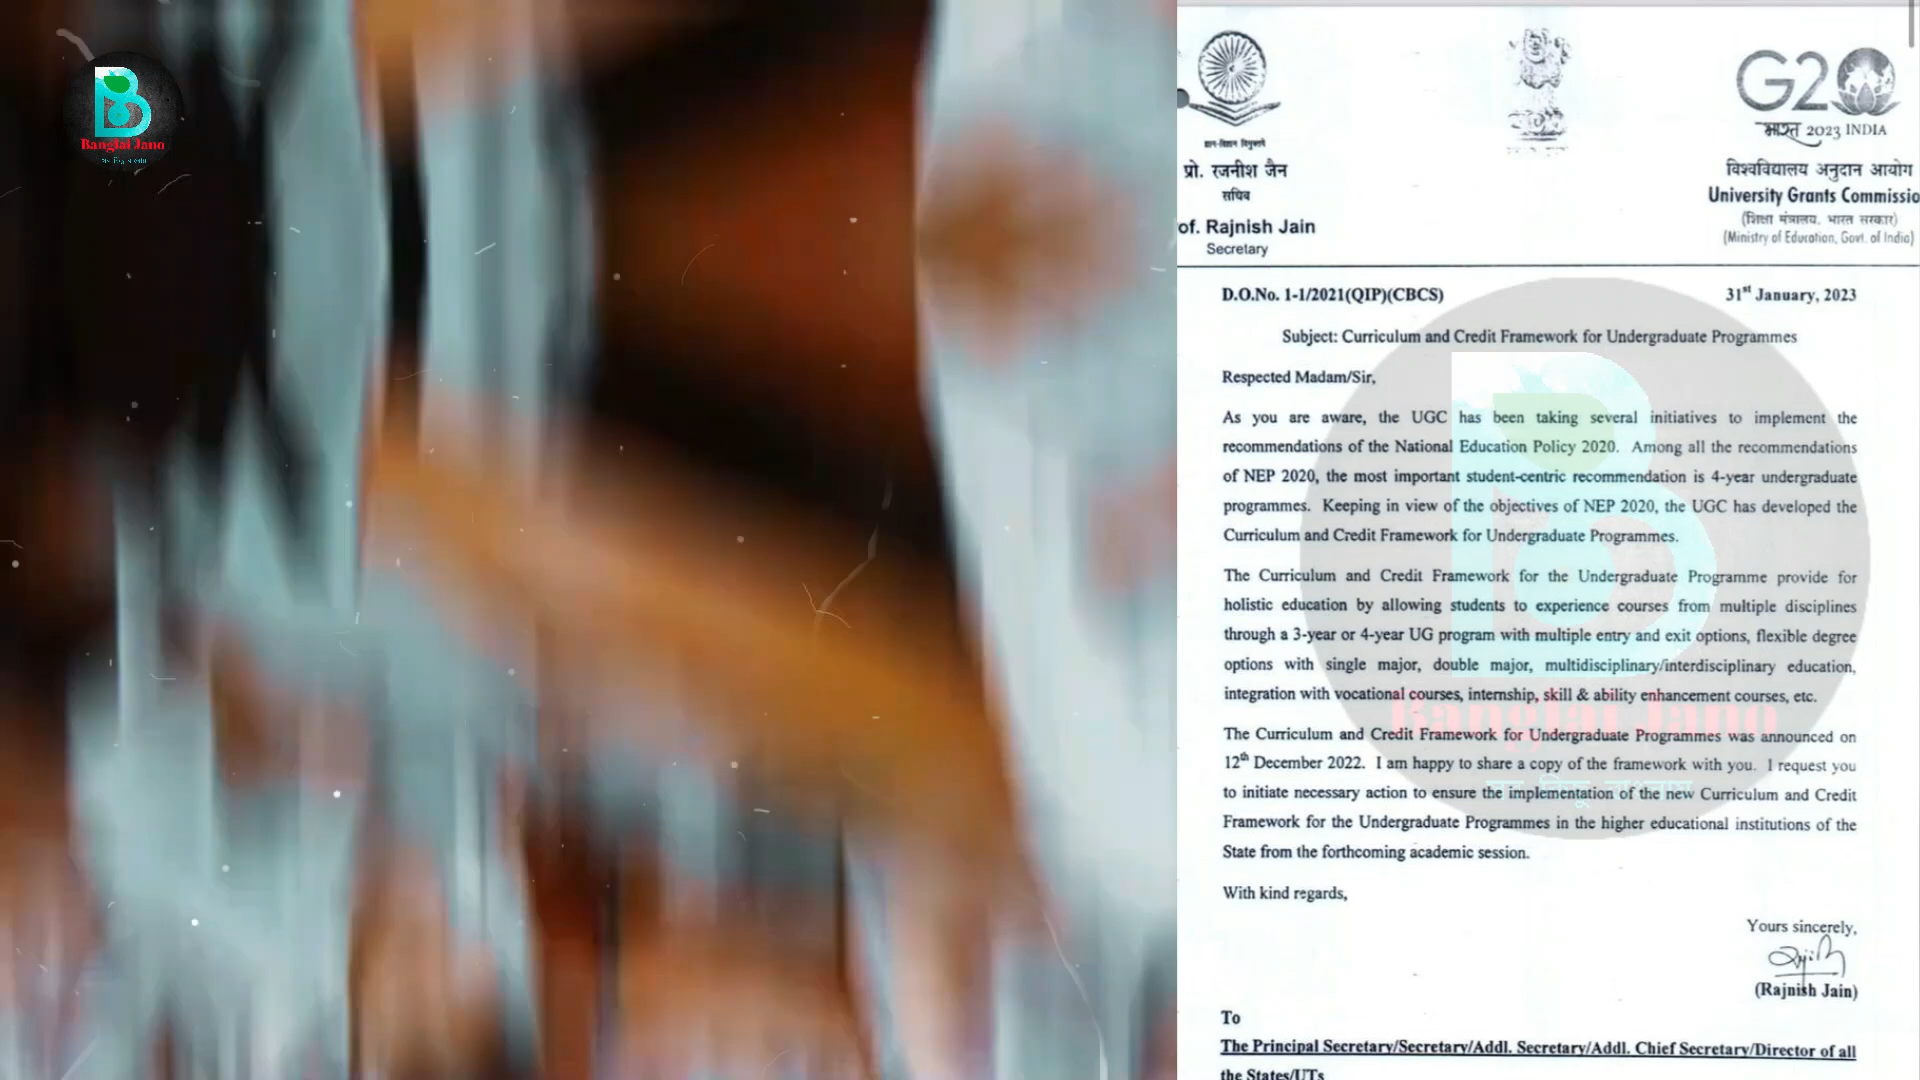 Banglai Jano
ज्ञान-विज्ञान विमुक्तये
प्रो. रजनीश जैन
सचिव
of. Rajnish Jain
Secretary
G20
भारत 2023 INDIA
विश्वविद्यालय अनुदान आयोग
University Grants Commissio
(शिक्षा मंत्रालय, भारत सरकार)
(Ministry of Education, Govt. of India)
D.O.No. 1-1/2021(QIP)(CBCS) 31st January, 2023
Subject: Curriculum and Credit Framework for Undergraduate Programmes
Respected Madam/Sir,
As you are aware, the UGC has been taking several initiatives to implement the
recommendations of the National Education Policy 2020. Among all the recommendations
of NEP 2020, the most important student-centric recommendation is 4-year undergraduate
programmes. Keeping in view of the objectives of NEP 2020, the UGC has developed the
Curriculum and Credit Framework for Undergraduate Programmes.
The Curriculum and Credit Framework for the Undergraduate Programme provide for
holistic education by allowing students to experience courses from multiple disciplines
through a 3-year or 4-year UG program with multiple entry and exit options, flexible degree
options with single major, double major, multidisciplinary/interdisciplinary education,
integration with vocational courses, internship, skill & ability enhancement courses, etc.
Banglai Jano
The Curriculum and Credit Framework for Undergraduate Programmes was announced on
12th December 2022. I am happy to share a copy of the framework with you. I request you
to initiate necessary action to ensure the implementation of the new Curriculum and Credit
Framework for the Undergraduate Programmes in the higher educational institutions of the
State from the forthcoming academic session.
With kind regards,
Yours sincerely,
(Rajnish Jain)
To
The Principal Secretary/Secretary/Addl. Secretary/Addl. Chief Secretary/Director of all
the States/UTs